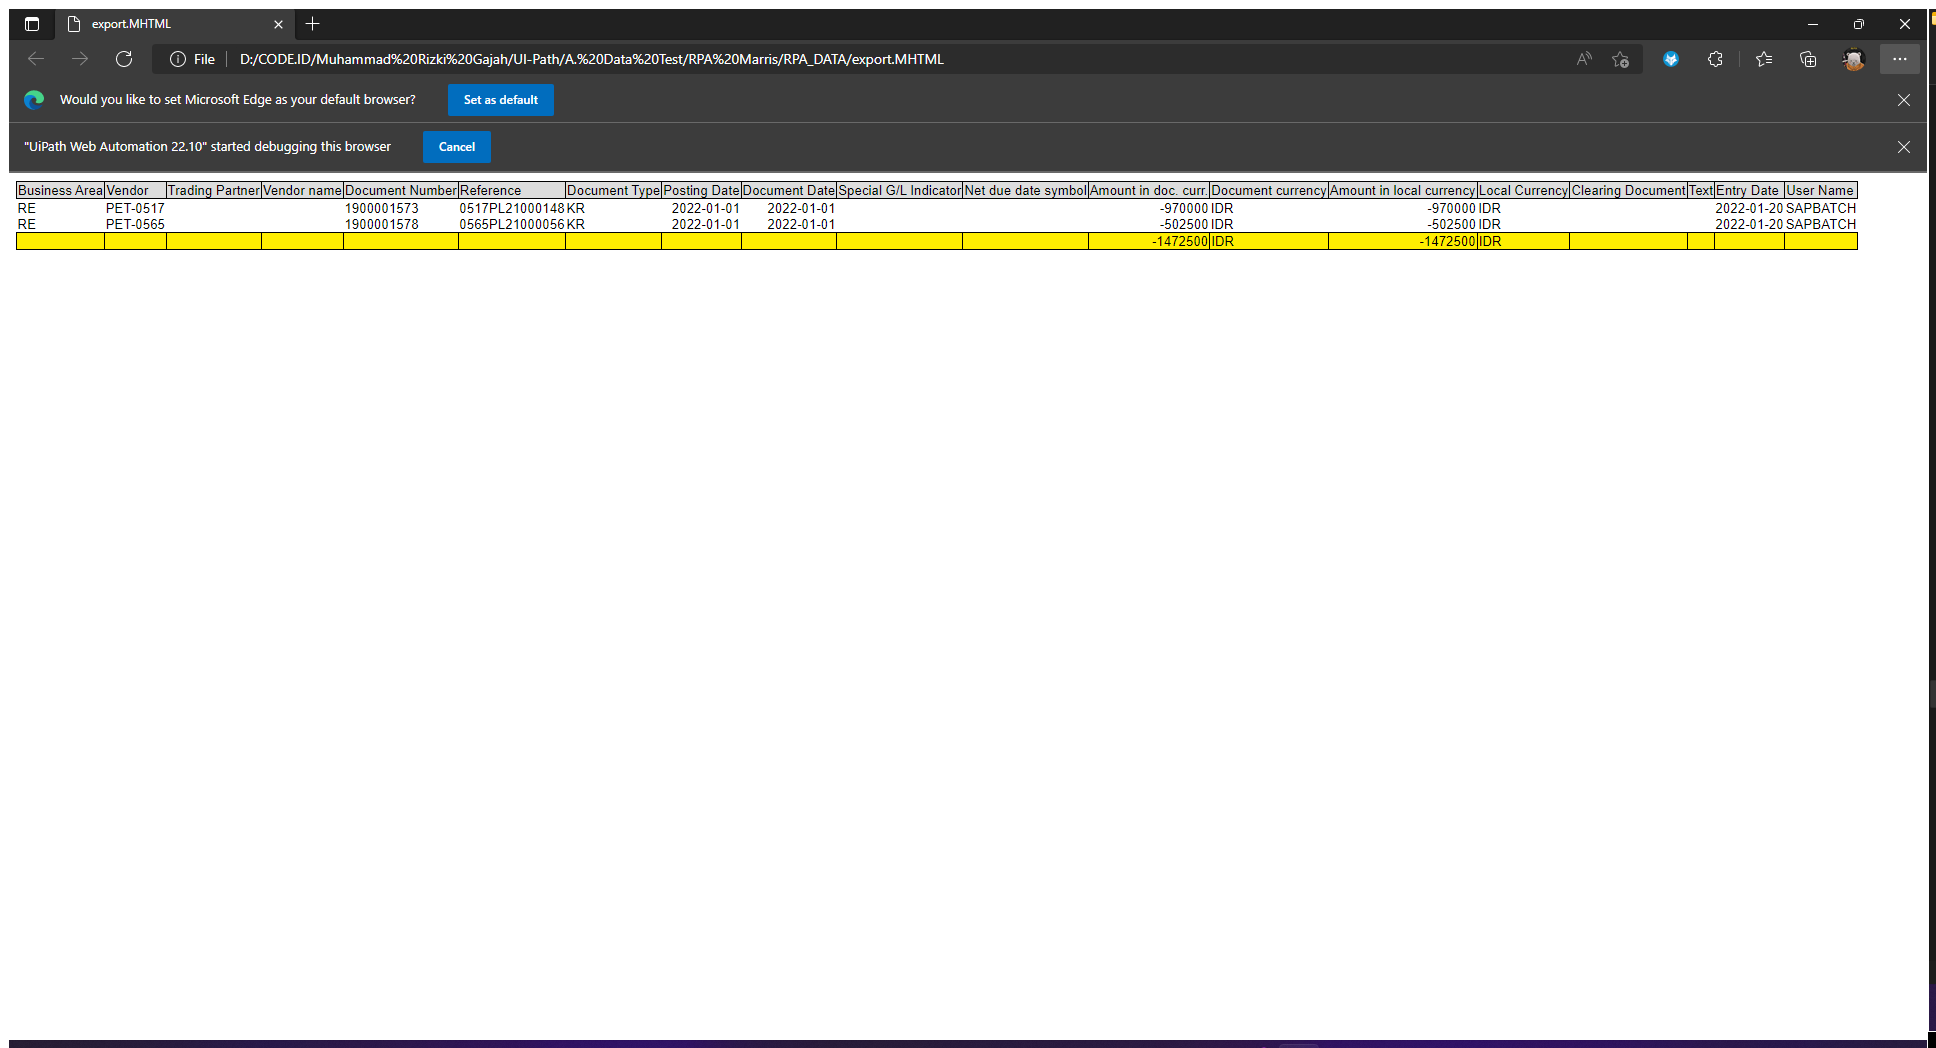 export.MHTML
File D:/CODE.ID/Muhammad%20Rizki%20Gajah/UI-Path/A.%20Data%20Test/RPA%20Marris/RPA_DATA/export.MHTML
Would you like to set Microsoft Edge as your default browser? Set as default
"UiPath Web Automation 22.10" started debugging this browser Cancel
Business Area Vendor Trading Partner Vendor name Document Number Reference Document Type Posting Date Document Date Special G/L Indicator Net due date symbol Amount in doc. curr. Document currency Amount in local currency Local Currency Clearing Document Text Entry Date User Name
RE PET-0517 1900001573 0517PL21000148 KR 2022-01-01 2022-01-01 -970000 IDR -970000 IDR 2022-01-20 SAPBATCH
RE PET-0565 1900001578 0565PL21000056 KR 2022-01-01 2022-01-01 -502500 IDR -502500 IDR 2022-01-20 SAPBATCH
-1472500 IDR -1472500 IDR